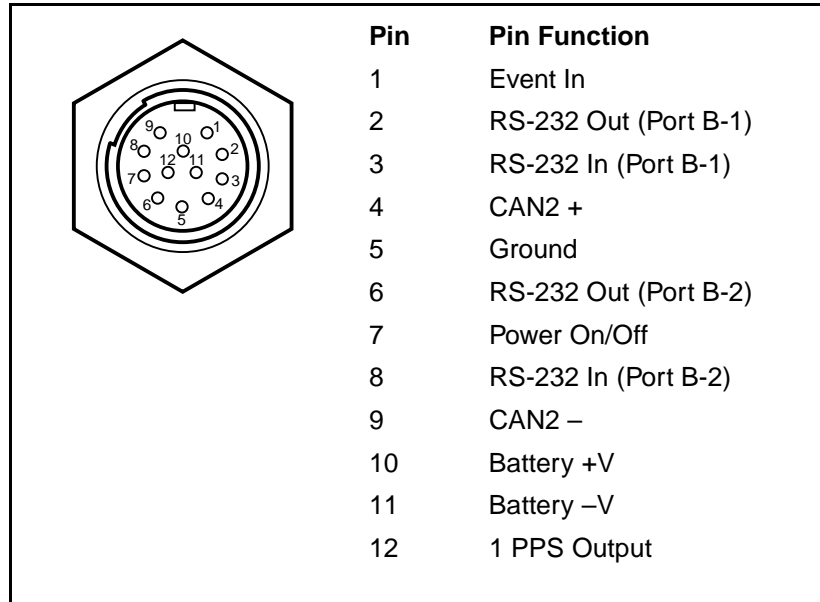 Pin Pin Function
1 Event In
2 RS-232 Out (Port B-1)
3 RS-232 In (Port B-1)
4 CAN2 +
5 Ground
6 RS-232 Out (Port B-2)
7 Power On/Off
8 RS-232 In (Port B-2)
9 CAN2 –
10 Battery +V
11 Battery –V
12 1 PPS Output
9 1
10
8 2
12 11
7 3
6 4
5